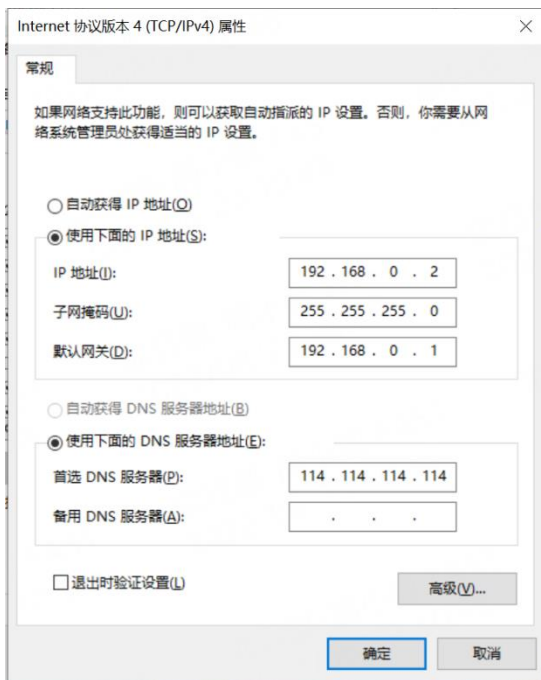 Internet 协议版本 4 (TCP/IPv4) 属性
常规
如果网络支持此功能，则可以获取自动指派的 IP 设置。否则，你需要从网
络系统管理员处获得适当的 IP 设置。
自动获得 IP 地址(O)
使用下面的 IP 地址(S):
IP 地址(I): 192 . 168 . 0 . 2
子网掩码(U): 255 . 255 . 255 . 0
默认网关(D): 192 . 168 . 0 . 1
自动获得 DNS 服务器地址(B)
使用下面的 DNS 服务器地址(E):
首选 DNS 服务器(P): 114 . 114 . 114 . 114
备用 DNS 服务器(A): . . .
退出时验证设置(L)
高级(V)...
确定 取消